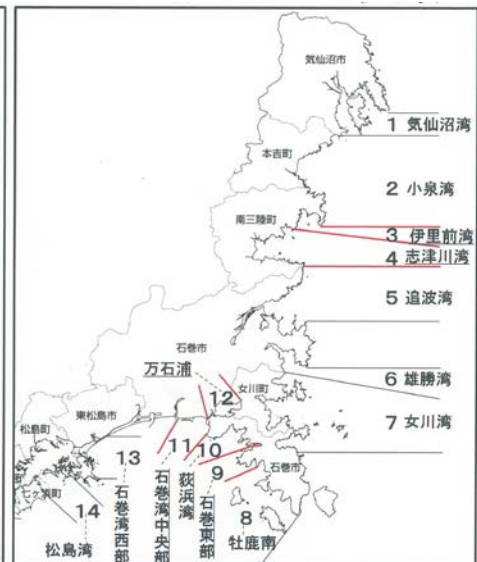 気仙沼市
1 気仙沼湾
本吉町
2 小泉湾
南三陸町
3 伊里前湾
4 志津川湾
5 追波湾
石巻市
万石浦
女川町
6 雄勝湾
12
7 女川湾
東松島市
松島町
11
10
石巻市
13
9
荻浜湾
七ヶ浜町
14
石巻湾西部
石巻湾中央部
石巻東部
8
牡鹿南
松島湾